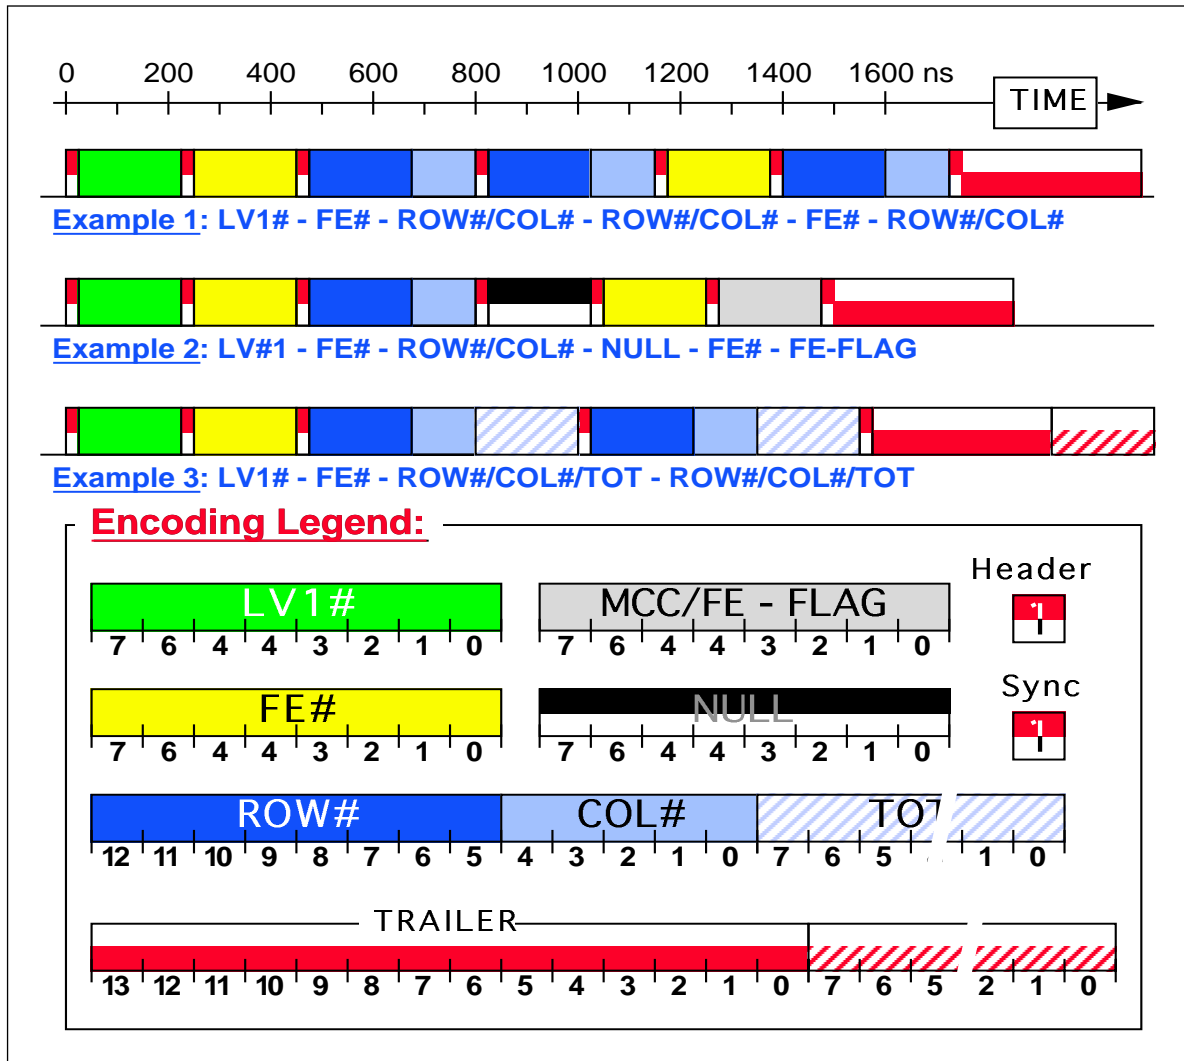 0 200 400 600 800 1000 1200 1400 1600 ns
TIME
Example 1: LV1# - FE# - ROW#/COL# - ROW#/COL# - FE# - ROW#/COL#
Example 2: LV#1 - FE# - ROW#/COL# - NULL - FE# - FE-FLAG
Example 3: LV1# - FE# - ROW#/COL#/TOT - ROW#/COL#/TOT
Encoding Legend:
LV1# MCC/FE - FLAG Header
7 6 4 4 3 2 1 0 7 6 4 4 3 2 1 0 1
FE# NULL Sync
7 6 4 4 3 2 1 0 7 6 4 4 3 2 1 0 1
ROW# COL# TOT
12 11 10 9 8 7 6 5 4 3 2 1 0 7 6 5 1 0
TRAILER
13 12 11 10 9 8 7 6 5 4 3 2 1 0 7 6 5 2 1 0